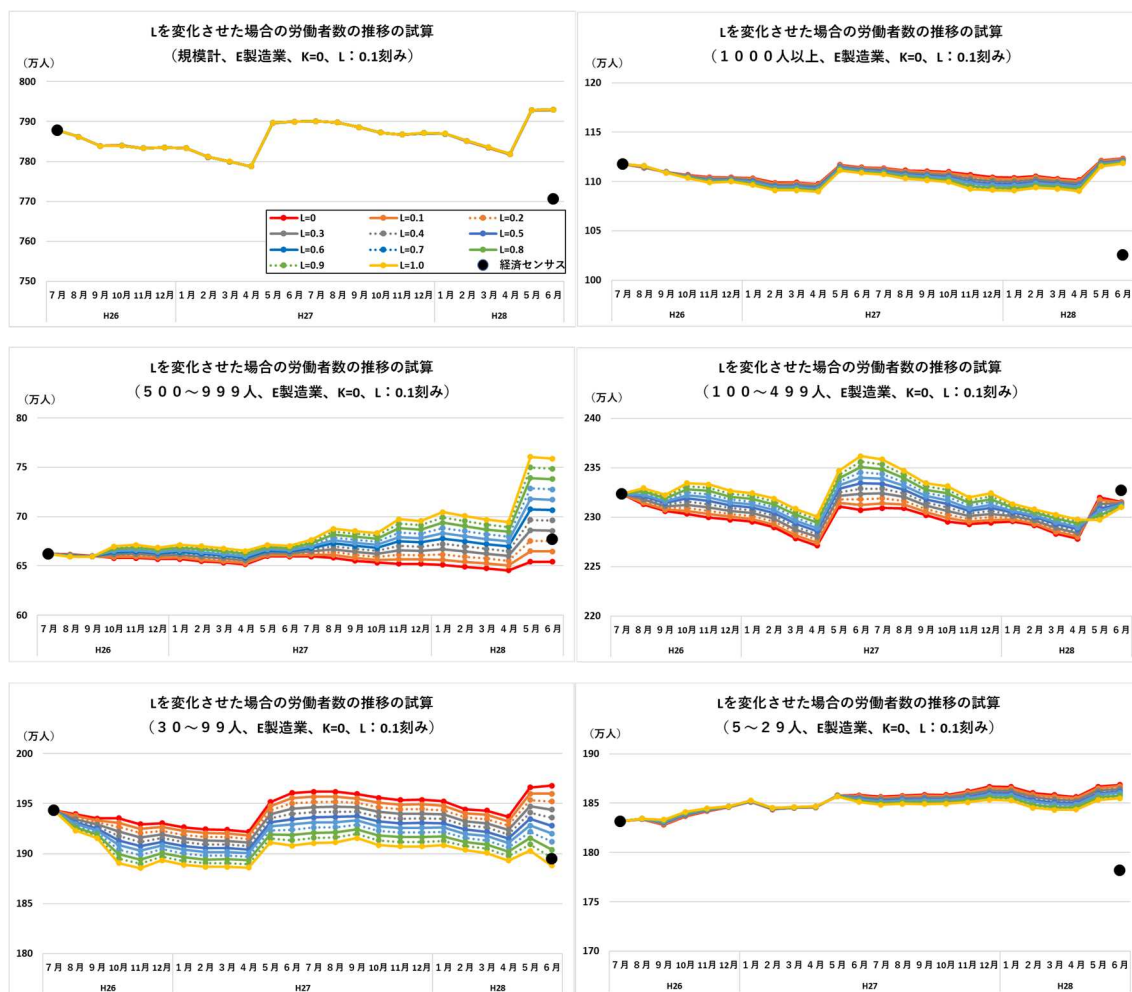 Lを変化させた場合の労働者数の推移の試算
（規模計、E製造業、K=0、L：0.1刻み）
（万人）
800
790
780
770
760
750
L=0
L=0.1
L=0.2
L=0.3
L=0.4
L=0.5
L=0.6
L=0.7
L=0.8
L=0.9
L=1.0
経済センサス
7月 8月 9月 10月 11月 12月 1月 2月 3月 4月 5月 6月 7月 8月 9月 10月 11月 12月 1月 2月 3月 4月 5月 6月
H26 H27 H28
Lを変化させた場合の労働者数の推移の試算
（１０００人以上、E製造業、K=0、L：0.1刻み）
（万人）
120
115
110
105
100
7月 8月 9月 10月 11月 12月 1月 2月 3月 4月 5月 6月 7月 8月 9月 10月 11月 12月 1月 2月 3月 4月 5月 6月
H26 H27 H28
Lを変化させた場合の労働者数の推移の試算
（５００～９９９人、E製造業、K=0、L：0.1刻み）
（万人）
80
75
70
65
60
7月 8月 9月 10月 11月 12月 1月 2月 3月 4月 5月 6月 7月 8月 9月 10月 11月 12月 1月 2月 3月 4月 5月 6月
H26 H27 H28
Lを変化させた場合の労働者数の推移の試算
（１００～４９９人、E製造業、K=0、L：0.1刻み）
（万人）
240
235
230
225
220
7月 8月 9月 10月 11月 12月 1月 2月 3月 4月 5月 6月 7月 8月 9月 10月 11月 12月 1月 2月 3月 4月 5月 6月
H26 H27 H28
Lを変化させた場合の労働者数の推移の試算
（３０～９９人、E製造業、K=0、L：0.1刻み）
（万人）
200
195
190
185
180
7月 8月 9月 10月 11月 12月 1月 2月 3月 4月 5月 6月 7月 8月 9月 10月 11月 12月 1月 2月 3月 4月 5月 6月
H26 H27 H28
Lを変化させた場合の労働者数の推移の試算
（５～２９人、E製造業、K=0、L：0.1刻み）
（万人）
190
185
180
175
170
7月 8月 9月 10月 11月 12月 1月 2月 3月 4月 5月 6月 7月 8月 9月 10月 11月 12月 1月 2月 3月 4月 5月 6月
H26 H27 H28